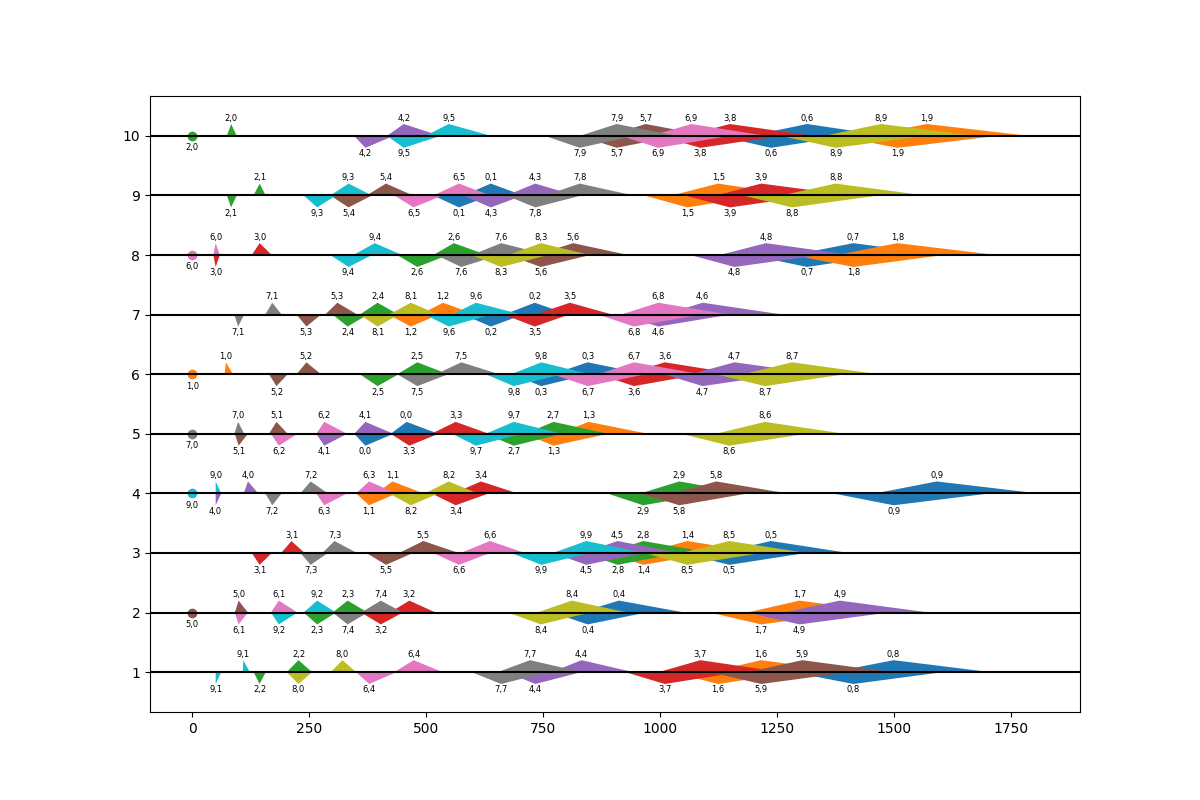 2,0 4,2 9,5 7,9 5,7 6,9 3,8 0,6 8,9 1,9
10
2,0 4,2 9,5 7,9 5,7 6,9 3,8 0,6 8,9 1,9
2,1 9,3 5,4 6,5 0,1 4,3 7,8 1,5 3,9 8,8
9
2,1 9,3 5,4 6,5 0,1 4,3 7,8 1,5 3,9 8,8
6,0 3,0 9,4 2,6 7,6 8,3 5,6 4,8 0,7 1,8
8
6,0 3,0 9,4 2,6 7,6 8,3 5,6 4,8 0,7 1,8
7,1 5,3 2,4 8,1 1,2 9,6 0,2 3,5 6,8 4,6
7
7,1 5,3 2,4 8,1 1,2 9,6 0,2 3,5 6,8 4,6
1,0 5,2 2,5 7,5 9,8 0,3 6,7 3,6 4,7 8,7
6
1,0 5,2 2,5 7,5 9,8 0,3 6,7 3,6 4,7 8,7
7,0 5,1 6,2 4,1 0,0 3,3 9,7 2,7 1,3 8,6
5
7,0 5,1 6,2 4,1 0,0 3,3 9,7 2,7 1,3 8,6
9,0 4,0 7,2 6,3 1,1 8,2 3,4 2,9 5,8 0,9
4
9,0 4,0 7,2 6,3 1,1 8,2 3,4 2,9 5,8 0,9
3,1 7,3 5,5 6,6 9,9 4,5 2,8 1,4 8,5 0,5
3
3,1 7,3 5,5 6,6 9,9 4,5 2,8 1,4 8,5 0,5
5,0 6,1 9,2 2,3 7,4 3,2 8,4 0,4 1,7 4,9
2
5,0 6,1 9,2 2,3 7,4 3,2 8,4 0,4 1,7 4,9
9,1 2,2 8,0 6,4 7,7 4,4 3,7 1,6 5,9 0,8
1
9,1 2,2 8,0 6,4 7,7 4,4 3,7 1,6 5,9 0,8
0 250 500 750 1000 1250 1500 1750